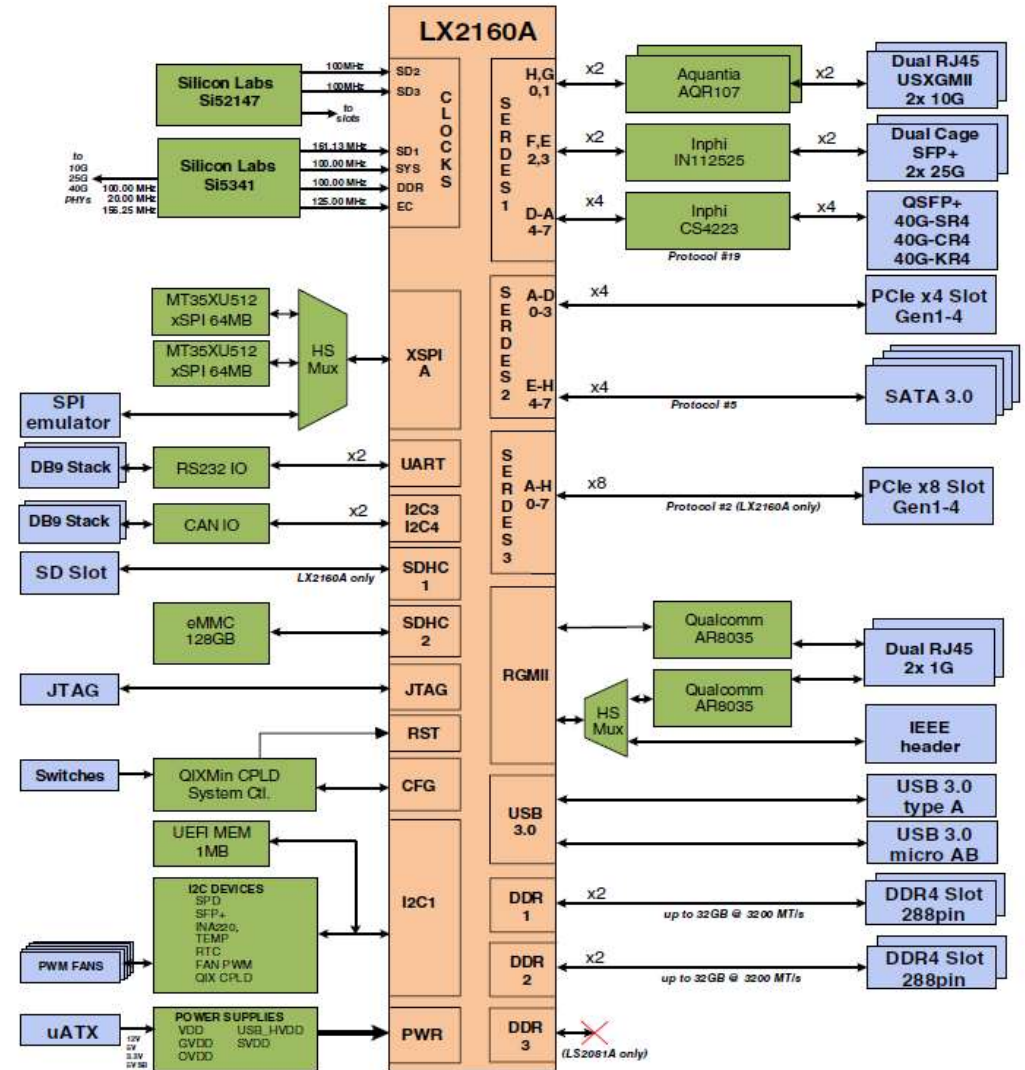 LX2160A
Silicon Labs
Si52147
100MHz
SD2
100MHz
SD3
to
slots
CLOCKS
Silicon Labs
Si5341
161.13 MHz
SD1
100.00 MHz
SYS
100.00 MHz
DDR
125.00 MHz
EC
to
10G
25G
40G
PHYs
100.00 MHz
20.00 MHz
156.25 MHz
MT35XU512
xSPI 64MB
MT35XU512
xSPI 64MB
HS
Mux
XSPI
A
SPI
emulator
DB9 Stack
RS232 IO
x2
UART
DB9 Stack
CAN IO
x2
I2C3
I2C4
SD Slot
LX2160A only
SDHC
1
eMMC
128GB
SDHC
2
JTAG
JTAG
RST
Switches
QIXMin CPLD
System Ctl.
CFG
UEFI MEM
1MB
I2C DEVICES
SPD
SFP+
INA220,
TEMP
RTC
FAN PWM
QIX CPLD
I2C1
PWM FANS
uATX
12V
5V
3.3V
5VSB
POWER SUPPLIES
VDD USB_HVDD
GVDD SVDD
OVDD
PWR
SERDES1
H,G
0,1
x2
Aquantia
AQR107
x2
Dual RJ45
USXGMII
2x 10G
F,E
2,3
x2
Inphi
IN112525
x2
Dual Cage
SFP+
2x 25G
D-A
4-7
x4
Inphi
CS4223
x4
Protocol #19
QSFP+
40G-SR4
40G-CR4
40G-KR4
SERDES2
A-D
0-3
x4
PCIe x4 Slot
Gen1-4
E-H
4-7
x4
Protocol #5
SATA 3.0
SERDES3
A-H
0-7
x8
Protocol #2 (LX2160A only)
PCIe x8 Slot
Gen1-4
RGMII
Qualcomm
AR8035
Qualcomm
AR8035
Dual RJ45
2x 1G
HS
Mux
IEEE
header
USB
3.0
USB 3.0
type A
USB 3.0
micro AB
DDR
1
x2
up to 32GB @ 3200 MT/s
DDR4 Slot
288pin
DDR
2
x2
up to 32GB @ 3200 MT/s
DDR4 Slot
288pin
DDR
3
(LS2081A only)